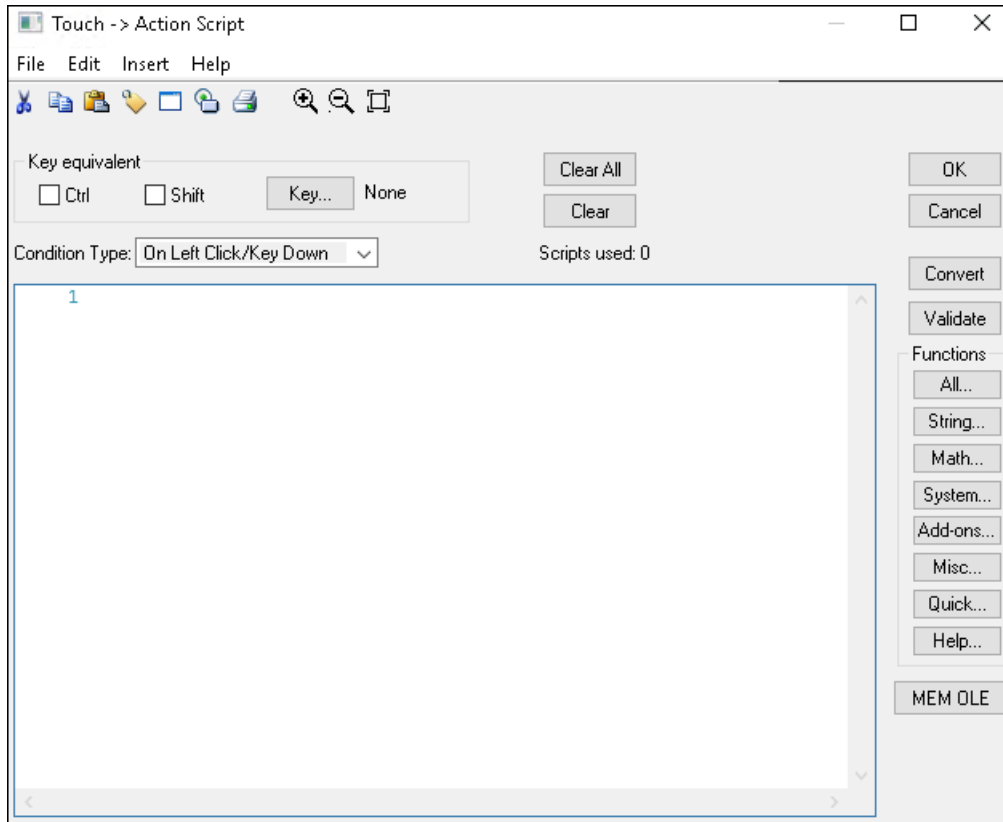 Touch -> Action Script
File Edit Insert Help
Key equivalent
Ctrl Shift Key... None
Clear All
Clear
OK
Cancel
Condition Type: On Left Click/Key Down
Scripts used: 0
Convert
Validate
1
Functions
All...
String...
Math...
System...
Add-ons...
Misc...
Quick...
Help...
MEM OLE